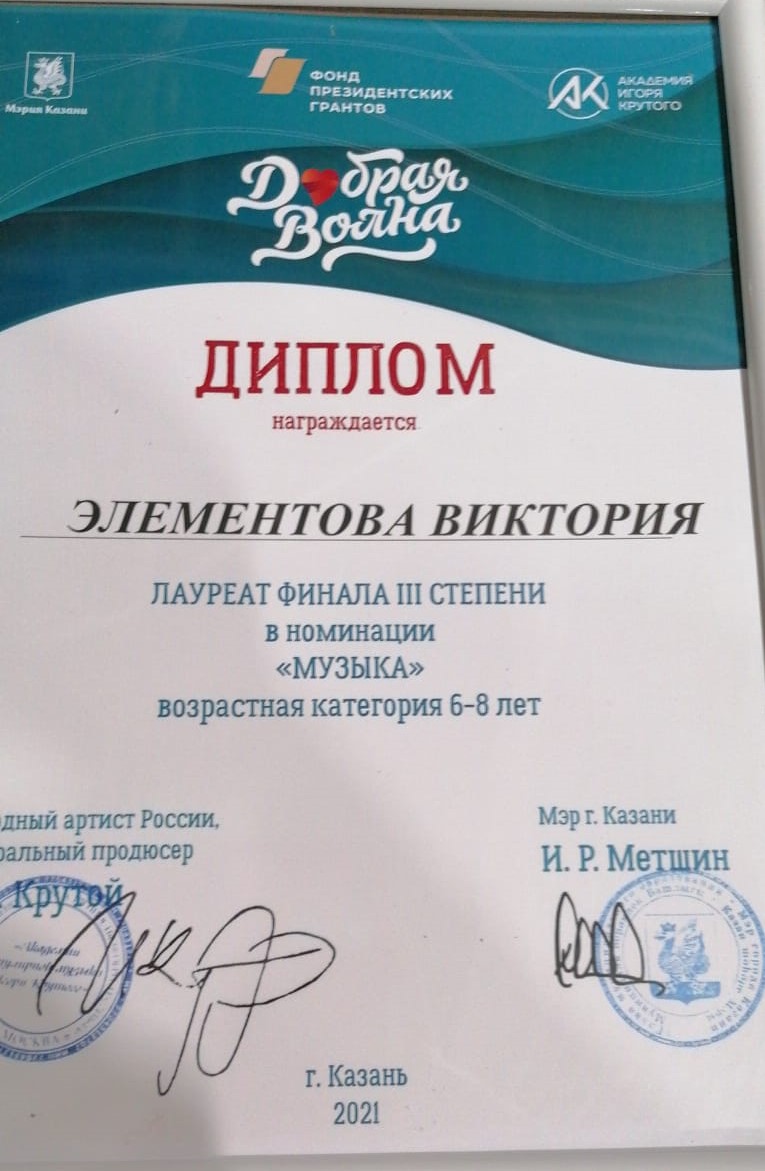 Мэрия Казани
ФОНД
ПРЕЗИДЕНТСКИХ
ГРАНТОВ
АКАДЕМИЯ
ИГОРЯ
КРУТОГО
Добрая
Волна
ДИПЛОМ
награждается
ЭЛЕМЕНТОВА ВИКТОРИЯ
ЛАУРЕАТ ФИНАЛА III СТЕПЕНИ
в номинации
«МУЗЫКА»
возрастная категория 6-8 лет
одный артист России,
ральный продюсер
Крутой
Мэр г. Казани
И. Р. Метшин
г. Казань
2021